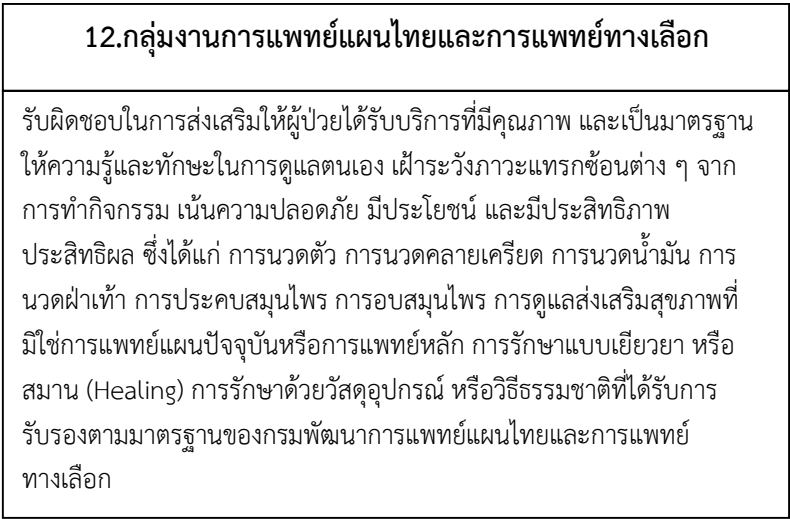 12.กลุ่มงานการแพทย์แผนไทยและการแพทย์ทางเลือก
รับผิดชอบในการส่งเสริมให้ผู้ป่วยได้รับบริการที่มีคุณภาพ และเป็นมาตรฐาน
ให้ความรู้และทักษะในการดูแลตนเอง เฝ้าระวังภาวะแทรกซ้อนต่าง ๆ จาก
การทำกิจกรรม เน้นความปลอดภัย มีประโยชน์ และมีประสิทธิภาพ
ประสิทธิผล ซึ่งได้แก่ การนวดตัว การนวดคลายเครียด การนวดน้ำมัน การ
นวดฝ่าเท้า การประคบสมุนไพร การอบสมุนไพร การดูแลส่งเสริมสุขภาพที่
มิใช่การแพทย์แผนปัจจุบันหรือการแพทย์หลัก การรักษาแบบเยียวยา หรือ
สมาน (Healing) การรักษาด้วยวัสดุอุปกรณ์ หรือวิธีธรรมชาติที่ได้รับการ
รับรองตามมาตรฐานของกรมพัฒนาการแพทย์แผนไทยและการแพทย์
ทางเลือก